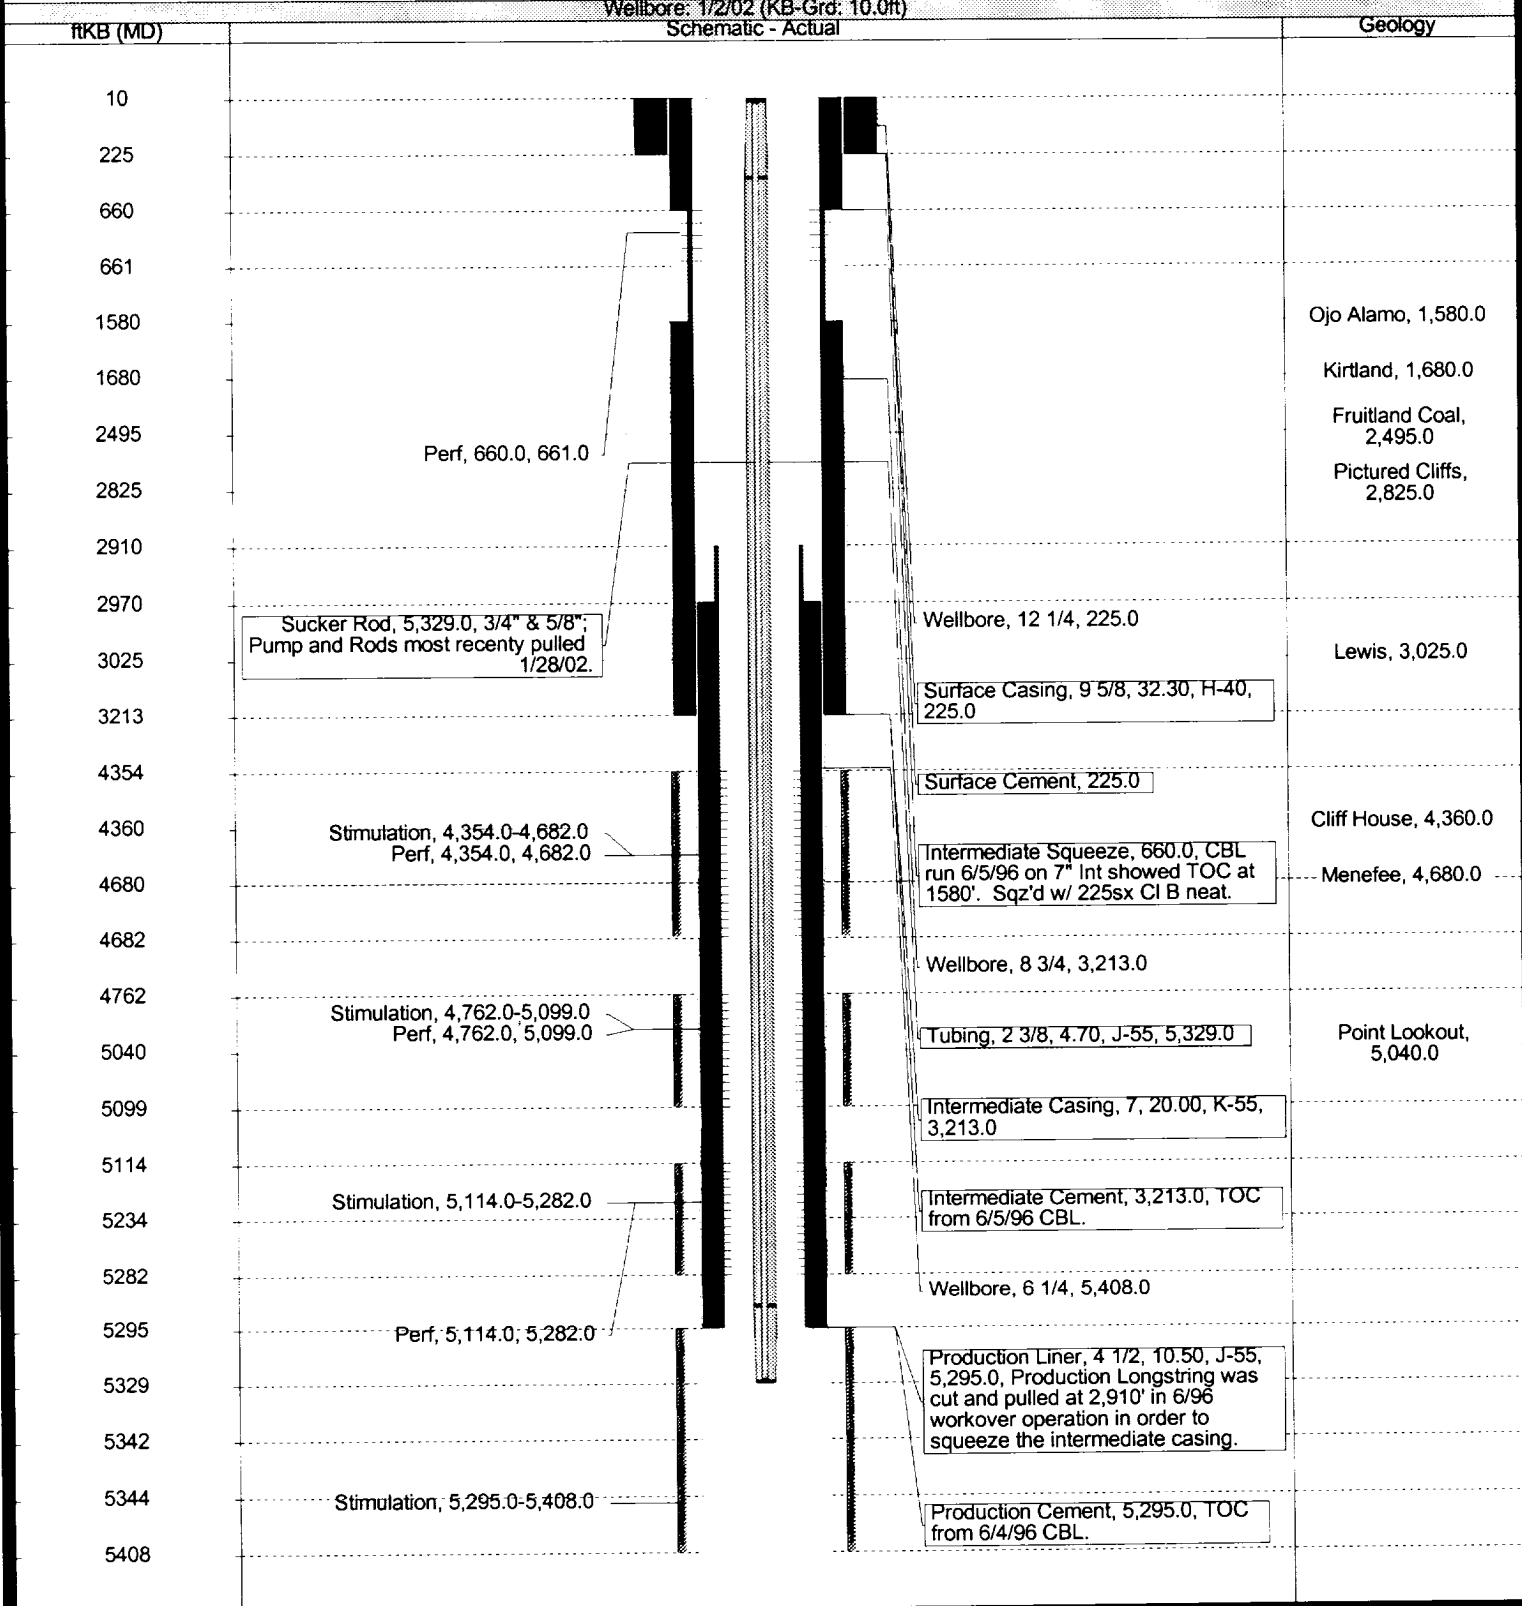 Wellbore: 1/2/02 (KB-Grd: 10.0ft)
ftKB (MD)
Schematic - Actual
Geology
10
225
660
661
1580
1680
2495
2825
2910
2970
3025
3213
4354
4360
4680
4682
4762
5040
5099
5114
5234
5282
5295
5329
5342
5344
5408
Perf, 660.0, 661.0
Sucker Rod, 5,329.0, 3/4" & 5/8";
Pump and Rods most recenty pulled
1/28/02.
Stimulation, 4,354.0-4,682.0
Perf, 4,354.0, 4,682.0
Stimulation, 4,762.0-5,099.0
Perf, 4,762.0, 5,099.0
Stimulation, 5,114.0-5,282.0
Perf, 5,114.0, 5,282.0
Stimulation, 5,295.0-5,408.0
Wellbore, 12 1/4, 225.0
Surface Casing, 9 5/8, 32.30, H-40,
225.0
Surface Cement, 225.0
Intermediate Squeeze, 660.0, CBL
run 6/5/96 on 7" Int showed TOC at
1580'. Sqz'd w/ 225sx Cl B neat.
Wellbore, 8 3/4, 3,213.0
Tubing, 2 3/8, 4.70, J-55, 5,329.0
Intermediate Casing, 7, 20.00, K-55,
3,213.0
Intermediate Cement, 3,213.0, TOC
from 6/5/96 CBL.
Wellbore, 6 1/4, 5,408.0
Production Liner, 4 1/2, 10.50, J-55,
5,295.0, Production Longstring was
cut and pulled at 2,910' in 6/96
workover operation in order to
squeeze the intermediate casing.
Production Cement, 5,295.0, TOC
from 6/4/96 CBL.
Ojo Alamo, 1,580.0
Kirtland, 1,680.0
Fruitland Coal,
2,495.0
Pictured Cliffs,
2,825.0
Lewis, 3,025.0
Cliff House, 4,360.0
Menefee, 4,680.0
Point Lookout,
5,040.0